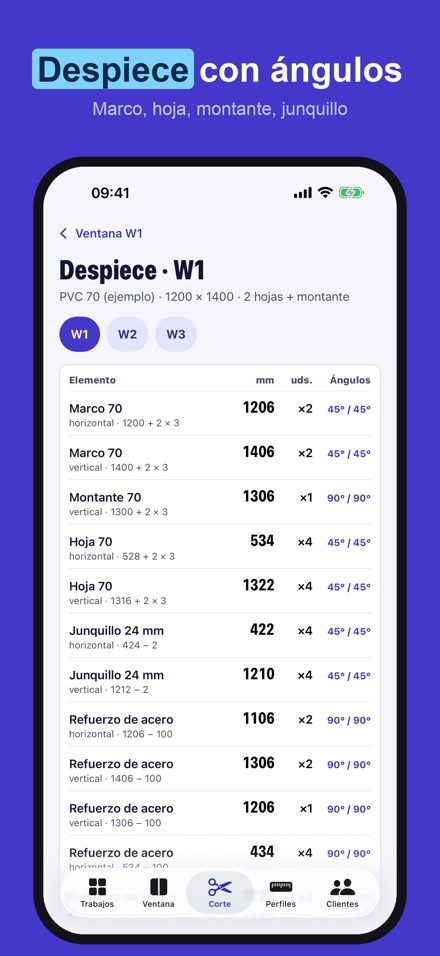 Despiece con ángulos
Marco, hoja, montante, junquillo
09:41
Ventana W1
Despiece · W1
PVC 70 (ejemplo) · 1200 × 1400 · 2 hojas + montante
W1 W2 W3
Elemento mm uds. Ángulos
Marco 70 1206 ×2 45° / 45°
horizontal · 1200 + 2 × 3
Marco 70 1406 ×2 45° / 45°
vertical · 1400 + 2 × 3
Montante 70 1306 ×1 90° / 90°
vertical · 1300 + 2 × 3
Hoja 70 534 ×4 45° / 45°
horizontal · 528 + 2 × 3
Hoja 70 1322 ×4 45° / 45°
vertical · 1316 + 2 × 3
Junquillo 24 mm 422 ×4 45° / 45°
horizontal · 424 − 2
Junquillo 24 mm 1210 ×4 45° / 45°
vertical · 1212 − 2
Refuerzo de acero 1106 ×2 90° / 90°
horizontal · 1206 − 100
Refuerzo de acero 1306 ×2 90° / 90°
vertical · 1406 − 100
Refuerzo de acero 1206 ×1 90° / 90°
vertical · 1306 − 100
Refuerzo de acero 434 ×4 90° / 90°
horizontal · 534 − 100
Trabajos Ventana Corte Perfiles Clientes